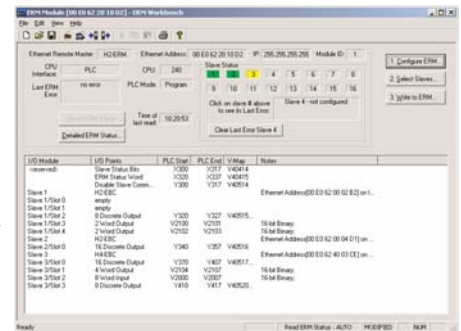 ERM Module [00 E0 62 20 10 D2] - ERM Workbench
File Edit View Help
Ethernet Remote Master H2-ERM Ethernet Address: 00 E0 62 20 10 D2 IP: 255.255.255.255 Module ID: 1
CPU Interface: PLC CPU: 240
Last ERM Error: no error PLC Mode: Program
Time of last read: 10:20:53
Detailed ERM Status...
Slave Status
1 2 3 4 5 6 7 8
9 10 11 12 13 14 15 16
Click on slave # above to see its Last Error:
Slave 4 - not configured
Clear Last Error Slave 4
1. Configure ERM...
2. Select Slaves...
3. Write to ERM...
I/O Module I/O Points PLC Start PLC End V-Map Notes
<reserved> Slave Status Bits X300 X317 V40414
ERM Status Word X320 X337 V40415
Disable Slave Comm... Y300 Y317 V40514
Slave 1 H2-EBC Ethernet Address[00 E0 62 00 02 B2] on I...
Slave 1/Slot 0 empty
Slave 1/Slot 1 empty
Slave 1/Slot 2 8 Discrete Output Y320 Y327 V40515...
Slave 1/Slot 3 2 Word Output V2100 V2101 16-bit Binary;
Slave 1/Slot 4 2 Word Output V2102 V2103 16-bit Binary;
Slave 2 H2-EBC Ethernet Address[00 E0 62 00 04 D1] on ...
Slave 2/Slot 0 16 Discrete Output Y340 Y357 V40516
Slave 3 H4-EBC Ethernet Address[00 E0 62 40 03 CE] on ...
Slave 3/Slot 0 16 Discrete Output Y370 Y407 V40517...
Slave 3/Slot 1 4 Word Output V2104 V2107 16-bit Binary;
Slave 3/Slot 2 8 Word Input V2000 V2007 16-bit Binary;
Slave 3/Slot 3 8 Discrete Output Y410 Y417 V40520...
Ready Read ERM Status : AUTO MODIFIED NUM